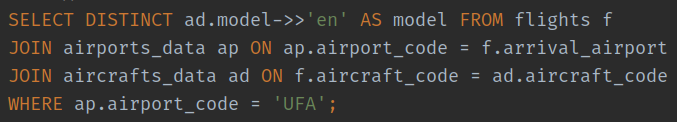 SELECT DISTINCT ad.model->>'en' AS model FROM flights f
JOIN airports_data ap ON ap.airport_code = f.arrival_airport
JOIN aircrafts_data ad ON f.aircraft_code = ad.aircraft_code
WHERE ap.airport_code = 'UFA';